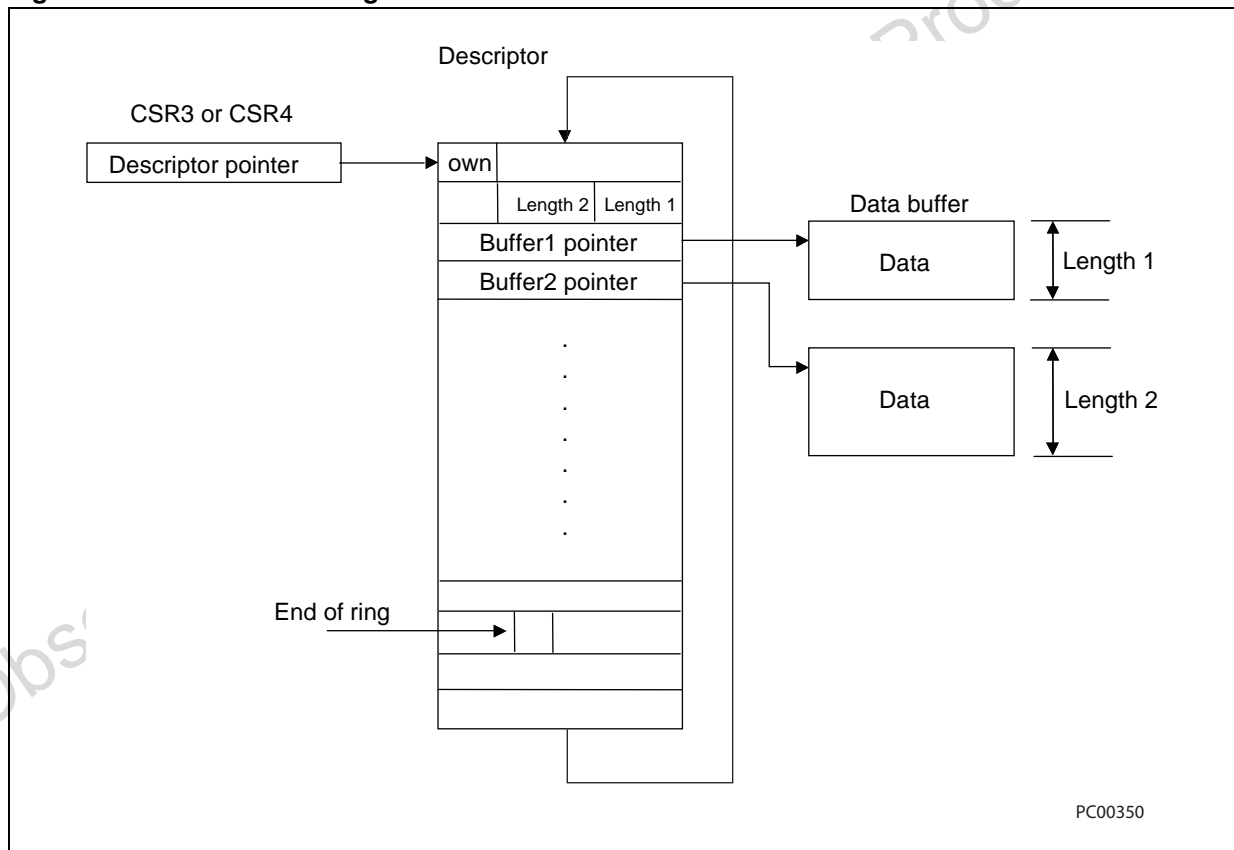 Descriptor
CSR3 or CSR4
Descriptor pointer
own
Length 2 Length 1
Data buffer
Buffer1 pointer
Data
Length 1
Buffer2 pointer
Data
Length 2
End of ring
PC00350